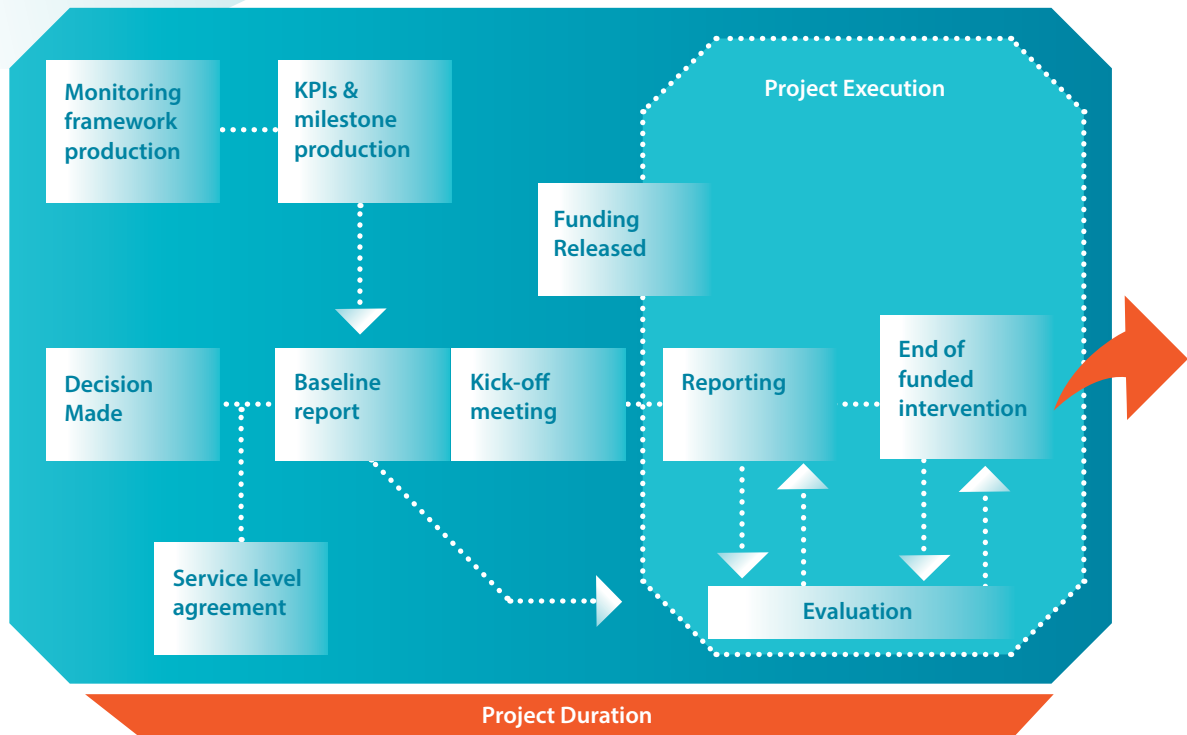 Monitoring
framework
production
KPIs &
milestone
production
Project Execution
Funding
Released
Decision
Made
Baseline
report
Kick-off
meeting
Reporting
End of
funded
intervention
Service level
agreement
Evaluation
Project Duration